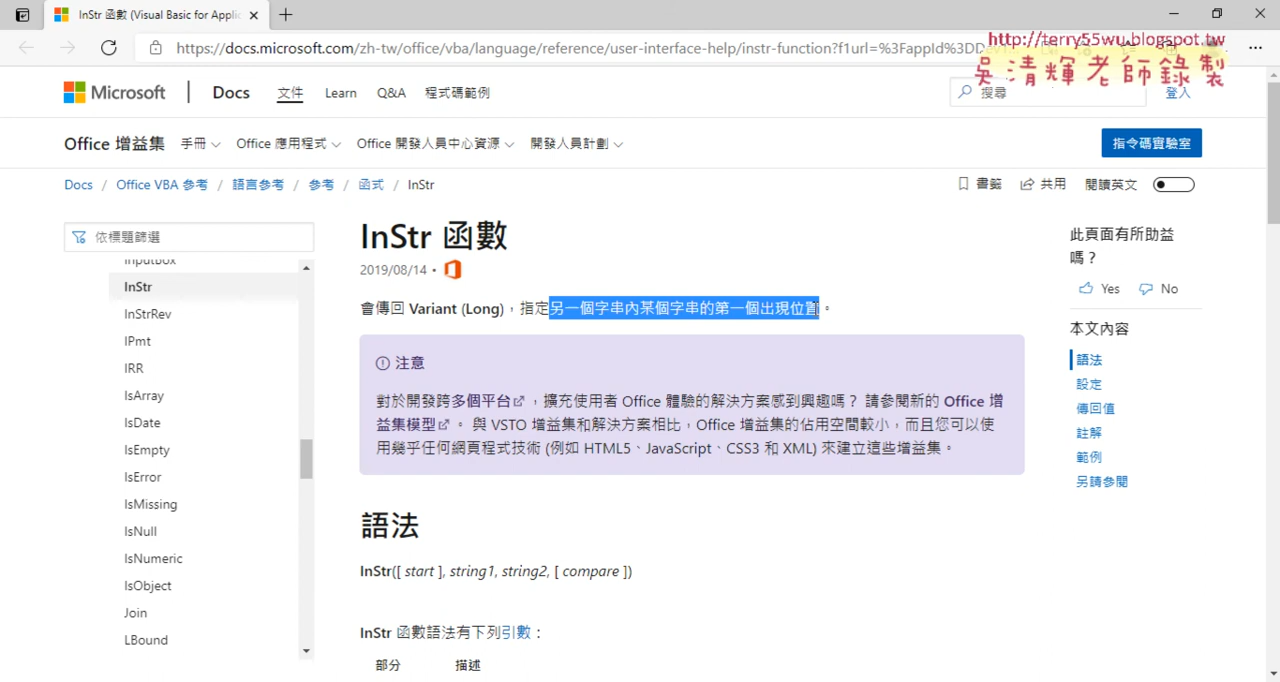 InStr 函數 (Visual Basic for Applic
https://docs.microsoft.com/zh-tw/office/vba/language/reference/user-interface-help/instr-function?f1url=%3FappId%3DDe
http://terry55wu.blogspot.tw
吳清輝老師錄製
Microsoft Docs 文件 Learn Q&A 程式碼範例 搜尋 登入
Office 增益集 手冊 Office 應用程式 Office 開發人員中心資源 開發人員計劃 指令碼實驗室
Docs / Office VBA 參考 / 語言參考 / 參考 / 函式 / InStr 書籤 共用 閱讀英文
依標題篩選
InputBox
InStr
InStrRev
IPmt
IRR
IsArray
IsDate
IsEmpty
IsError
IsMissing
IsNull
IsNumeric
IsObject
Join
LBound
InStr 函數
2019/08/14 •
會傳回 Variant (Long)，指定另一個字串內某個字串的第一個出現位置。
注意
對於開發跨多個平台，擴充使用者 Office 體驗的解決方案感到興趣嗎？ 請參閱新的 Office 增
益集模型。 與 VSTO 增益集和解決方案相比，Office 增益集的佔用空間較小，而且您可以使
用幾乎任何網頁程式技術 (例如 HTML5、JavaScript、CSS3 和 XML) 來建立這些增益集。
語法
InStr([ start ], string1, string2, [ compare ])
InStr 函數語法有下列引數：
部分 描述
此頁面有所助益
嗎？
Yes No
本文內容
語法
設定
傳回值
註解
範例
另請參閱